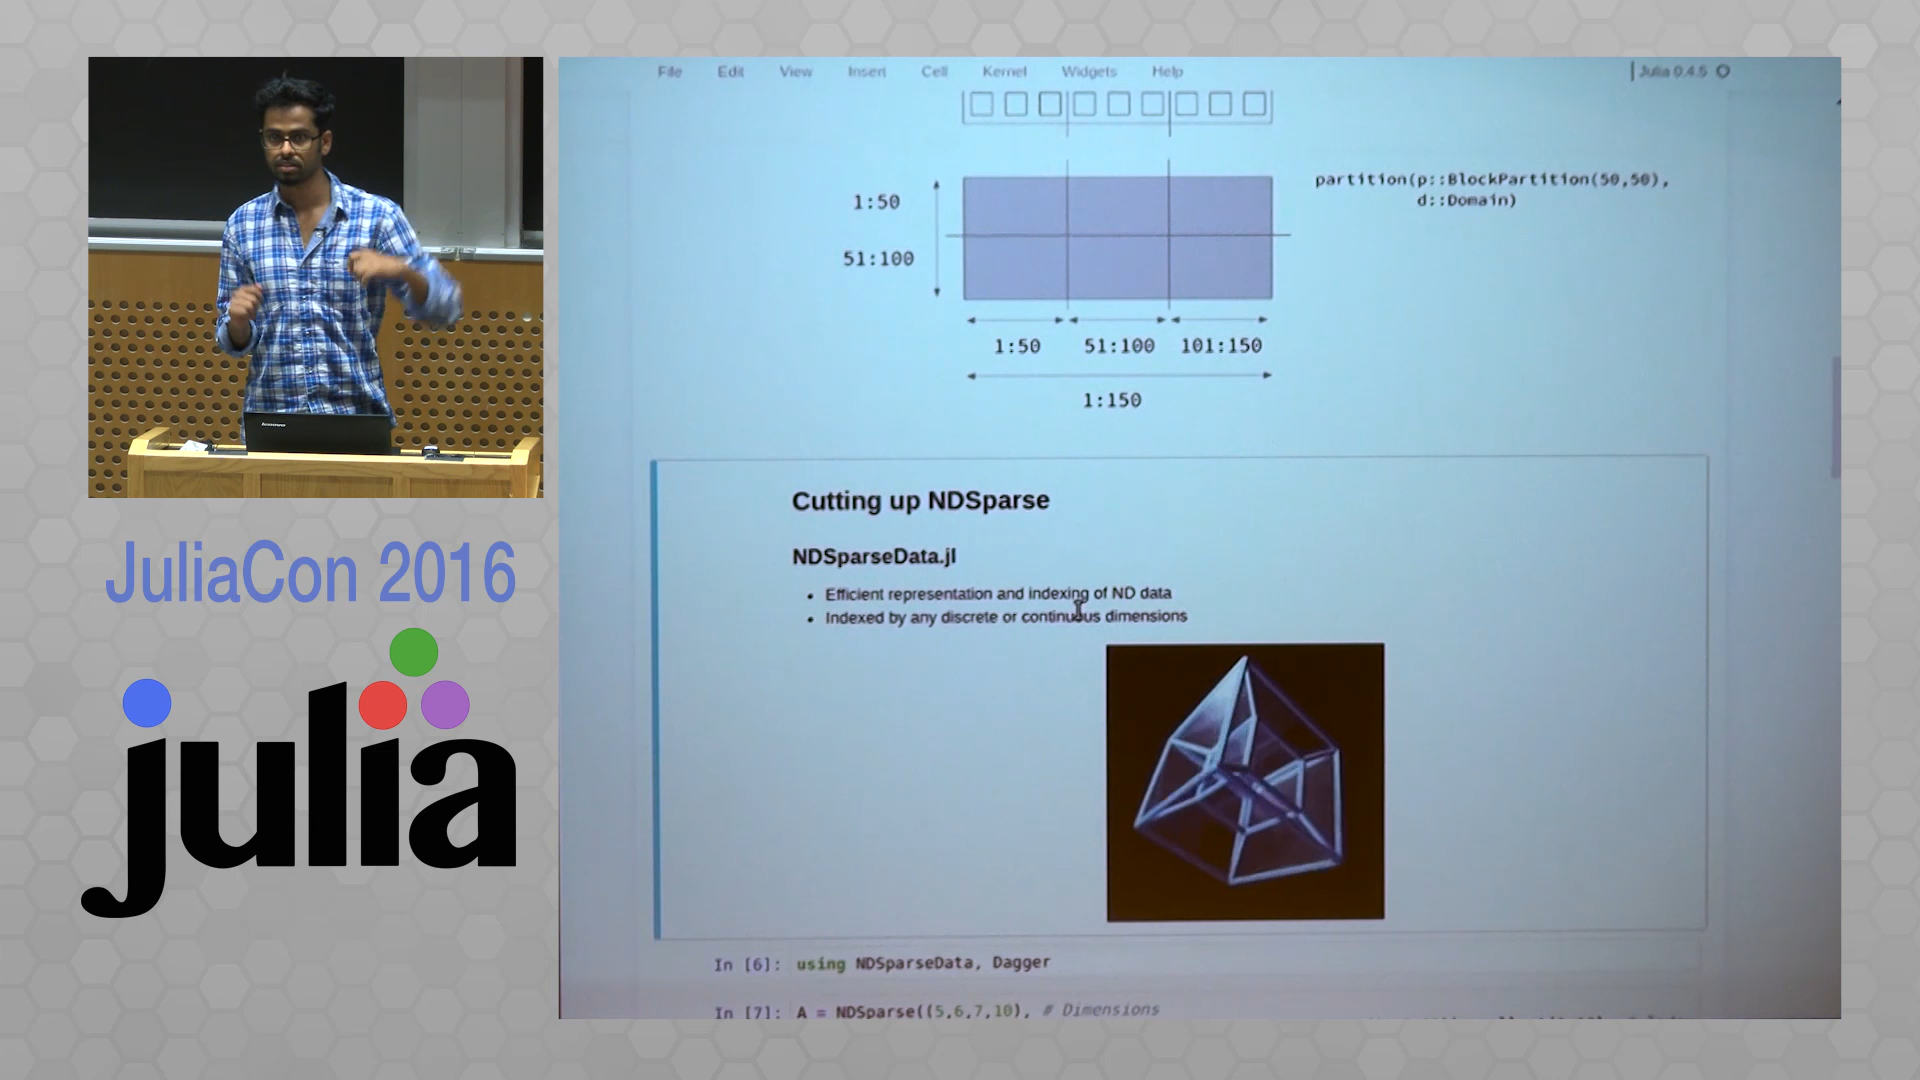 File Edit View Insert Cell Kernel Widgets Help
Julia 0.4.5
partition(p::BlockPartition(50,50),
d::Domain)
1:50
51:100
1:50 51:100 101:150
1:150
Cutting up NDSparse
NDSparseData.jl
• Efficient representation and indexing of ND data
• Indexed by any discrete or continuous dimensions
In [6]: using NDSparseData, Dagger
In [7]: A = NDSparse((5,6,7,10), # Dimensions
lenovo
JuliaCon 2016
julia